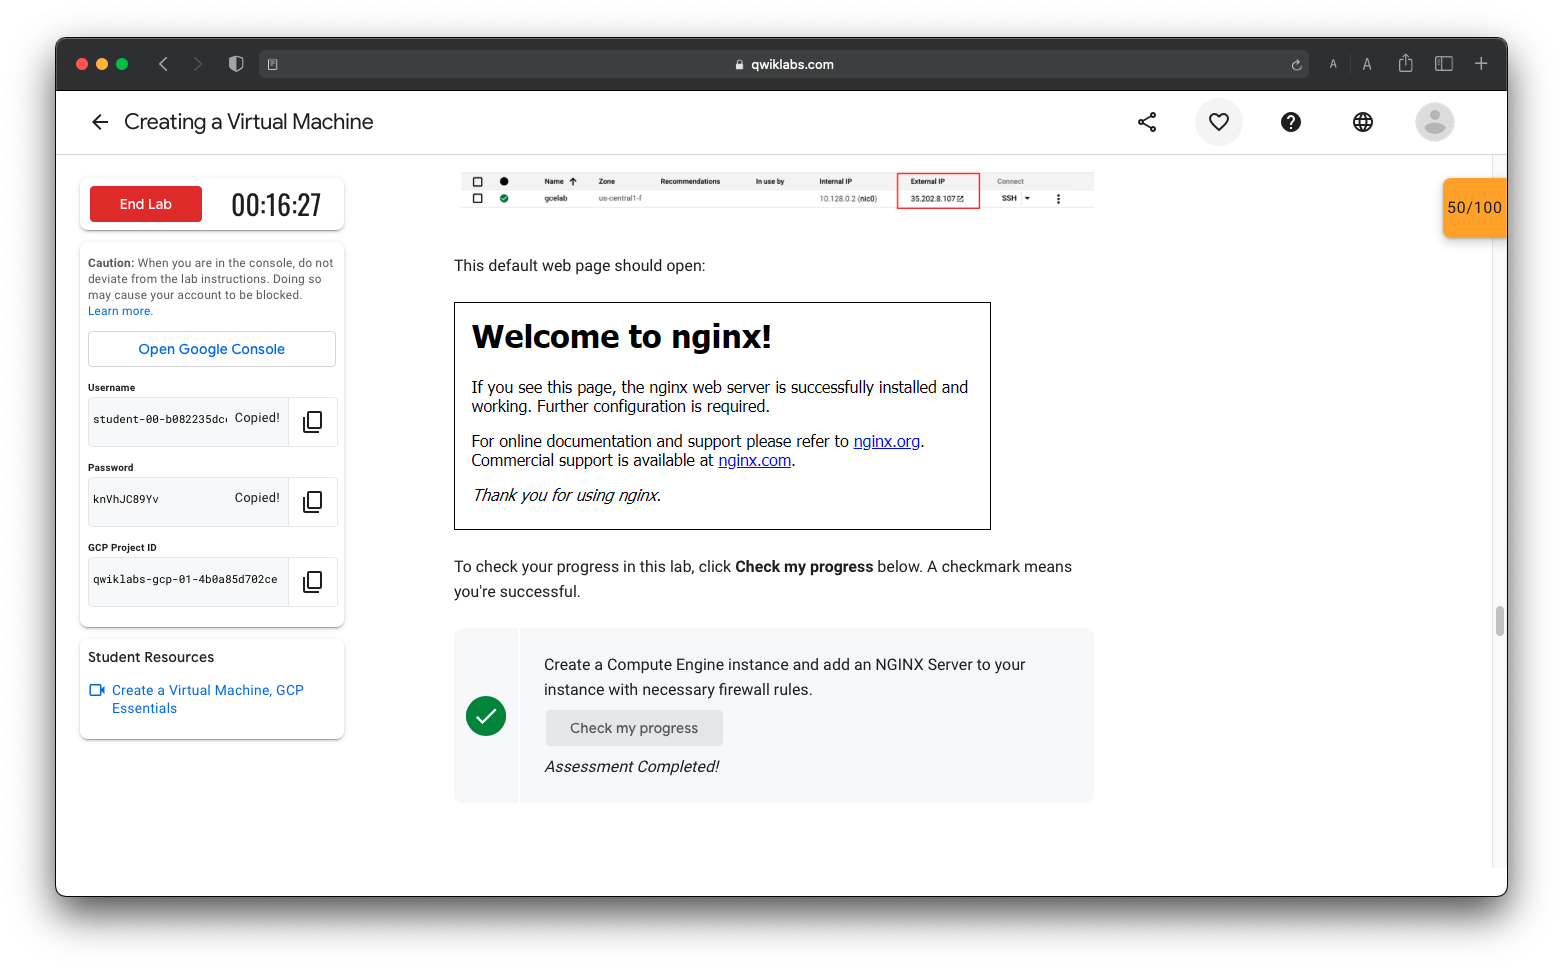 qwiklabs.com
A
A
Creating a Virtual Machine
End Lab
00:16:27
Caution: When you are in the console, do not
deviate from the lab instructions. Doing so
may cause your account to be blocked.
Learn more.
Open Google Console
Username
student-00-b082235dc Copied!
Password
knVhJC89Yv Copied!
GCP Project ID
qwiklabs-gcp-01-4b0a85d702ce
Student Resources
Create a Virtual Machine, GCP
Essentials
Name Zone Recommendations In use by Internal IP External IP Connect
gcelab us-central1-f 10.128.0.2 (nic0) 35.202.8.107 SSH
50/100
This default web page should open:
Welcome to nginx!
If you see this page, the nginx web server is successfully installed and
working. Further configuration is required.
For online documentation and support please refer to nginx.org.
Commercial support is available at nginx.com.
Thank you for using nginx.
To check your progress in this lab, click Check my progress below. A checkmark means
you're successful.
Create a Compute Engine instance and add an NGINX Server to your
instance with necessary firewall rules.
Check my progress
Assessment Completed!